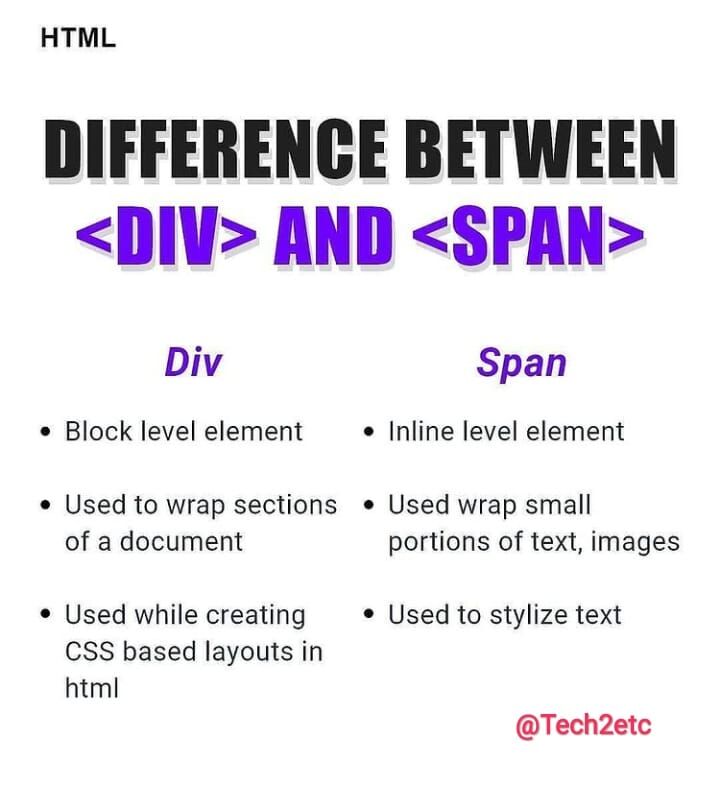 HTML
DIFFERENCE BETWEEN
<DIV> AND <SPAN>
Div
• Block level element
• Used to wrap sections
of a document
• Used while creating
CSS based layouts in
html
Span
• Inline level element
• Used wrap small
portions of text, images
• Used to stylize text
@Tech2etc